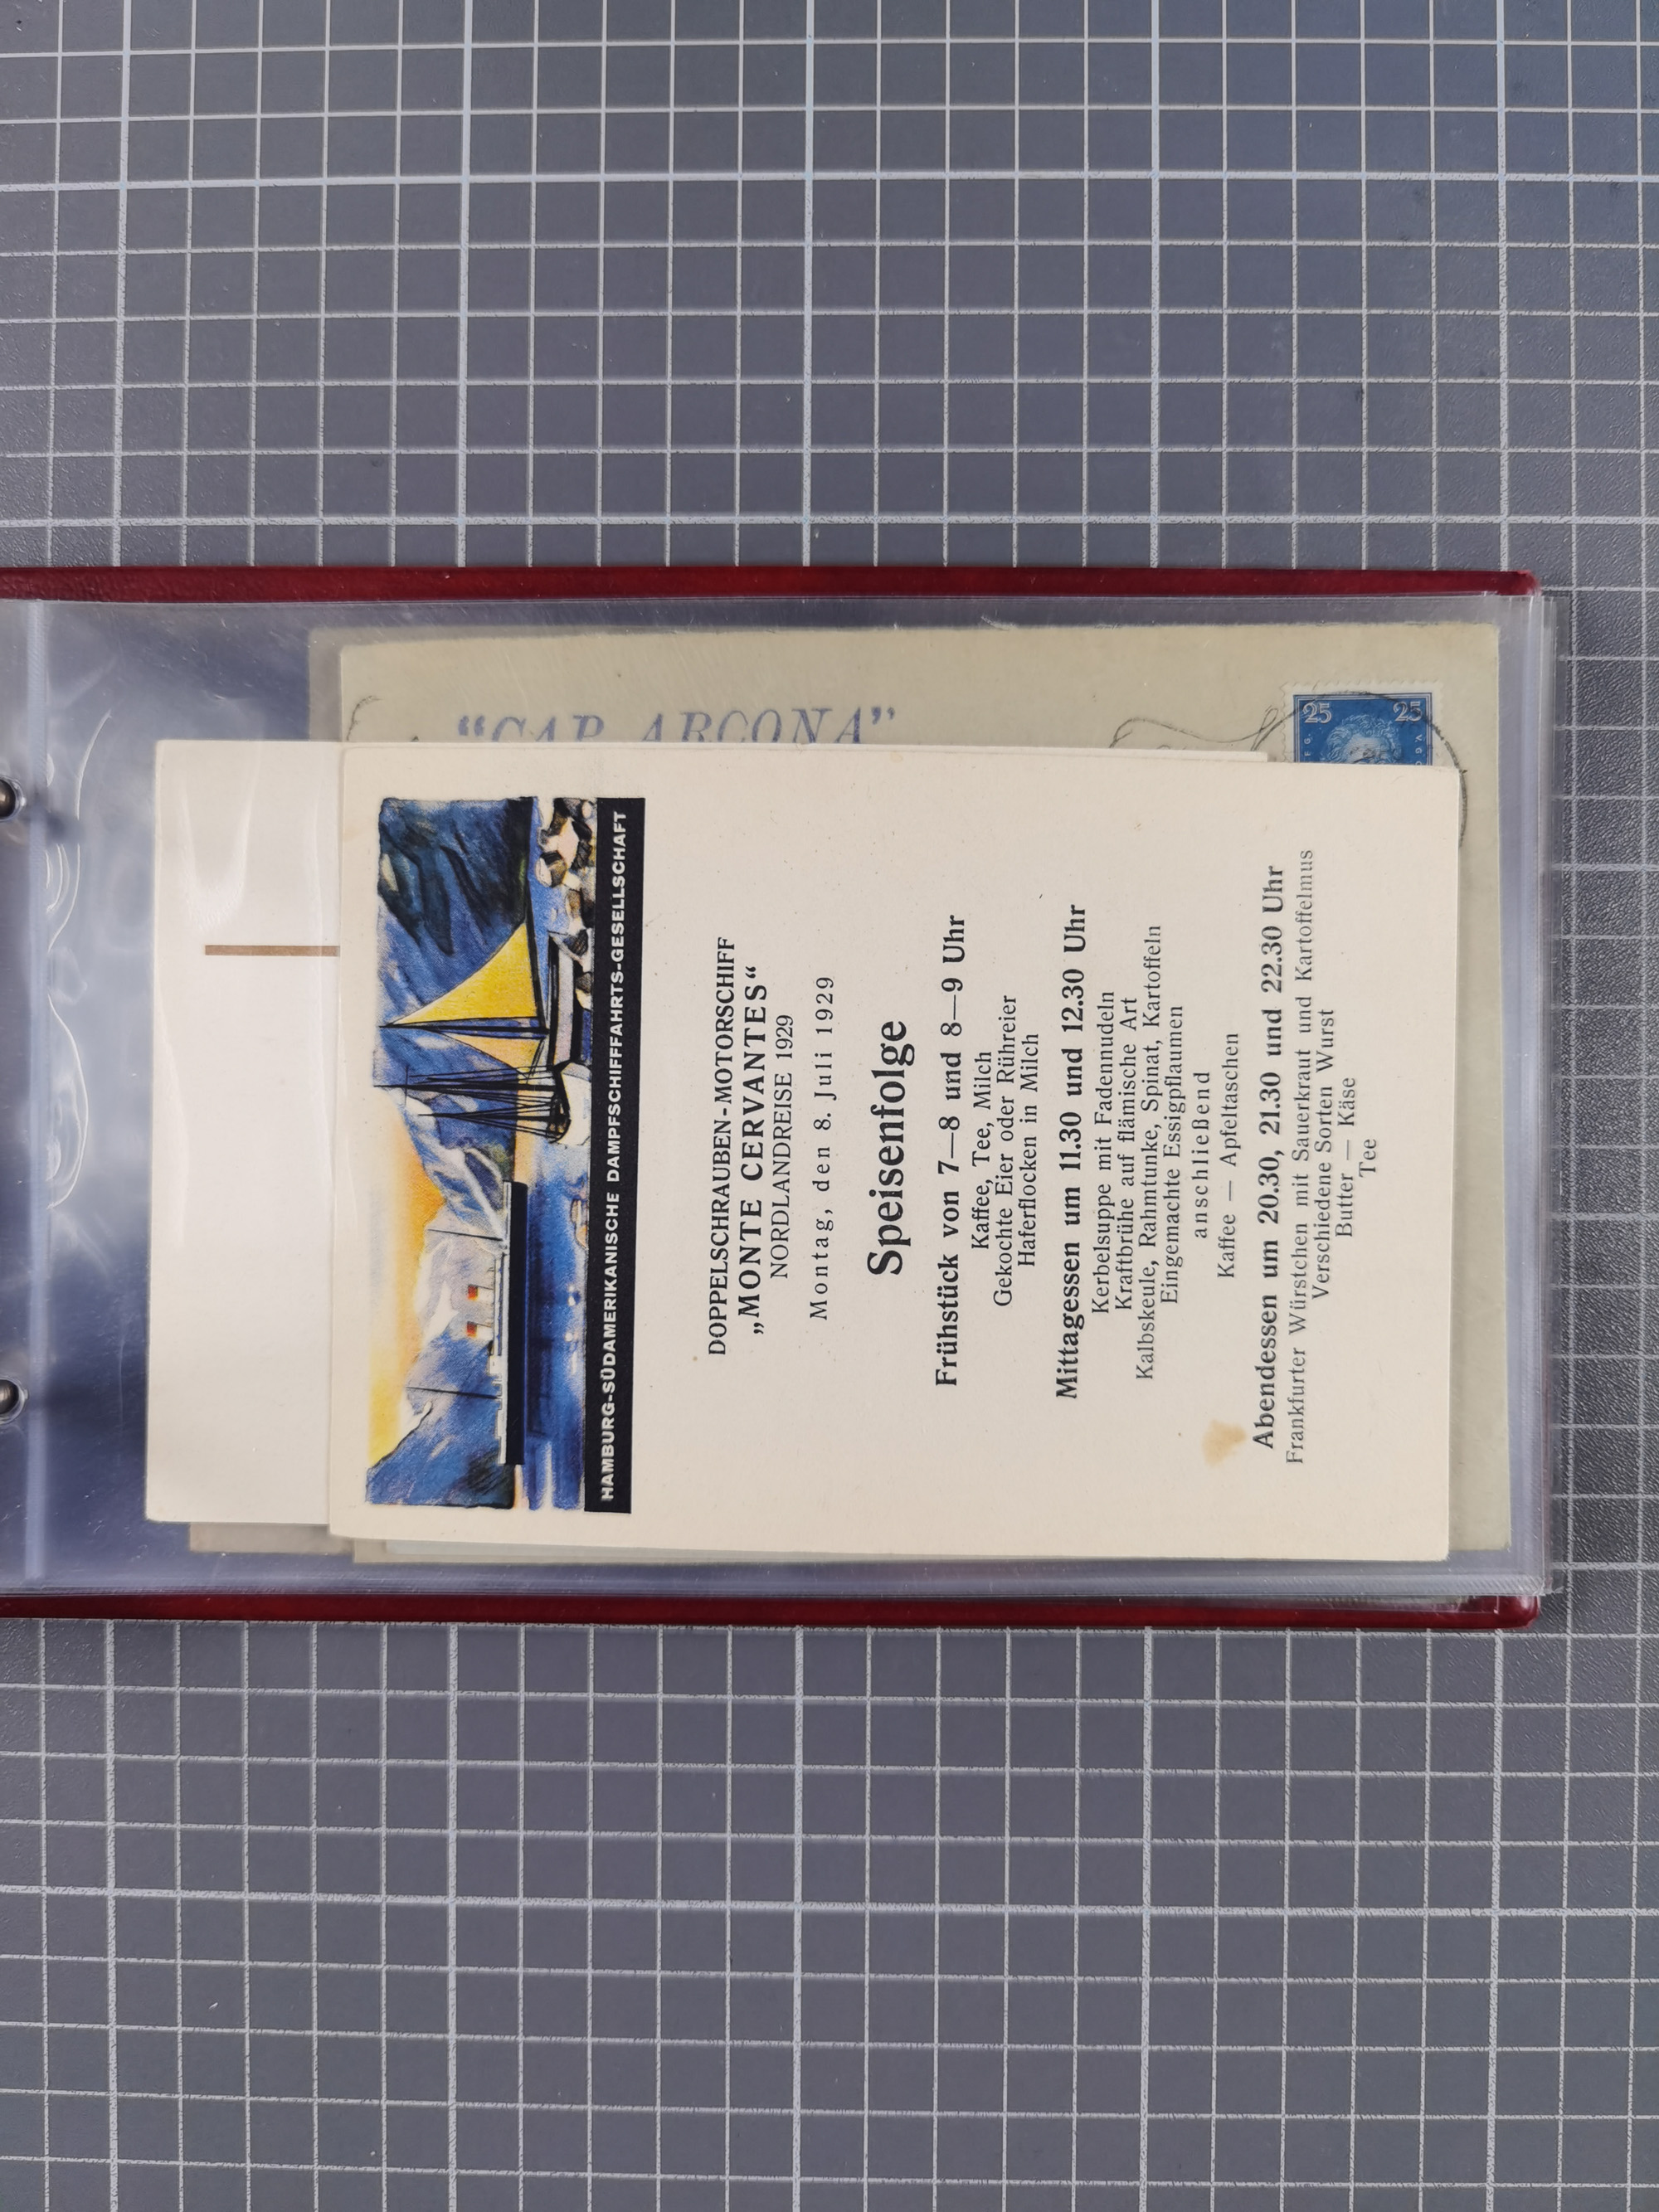 HAMBURG-SÜDAMERIKANISCHE DAMPFSCHIFFFAHRTS-GESELLSCHAFT
DOPPELSCHRAUBEN-MOTORSCHIFF
„MONTE CERVANTES“
NORDLANDREISE 1929
Montag, den 8. Juli 1929
Speisenfolge
Frühstück von 7—8 und 8—9 Uhr
Kaffee, Tee, Milch
Gekochte Eier oder Rühreier
Haferflocken in Milch
Mittagessen um 11.30 und 12.30 Uhr
Kerbelsuppe mit Fadennudeln
Kraftbrühe auf flämische Art
Kalbskeule, Rahmtunke, Spinat, Kartoffeln
Eingemachte Essigpflaumen
anschließend
Kaffee — Apfeltaschen
Abendessen um 20.30, 21.30 und 22.30 Uhr
Frankfurter Würstchen mit Sauerkraut und Kartoffelmus
Verschiedene Sorten Wurst
Butter — Käse
Tee
“CAP ARCONA”
25 25